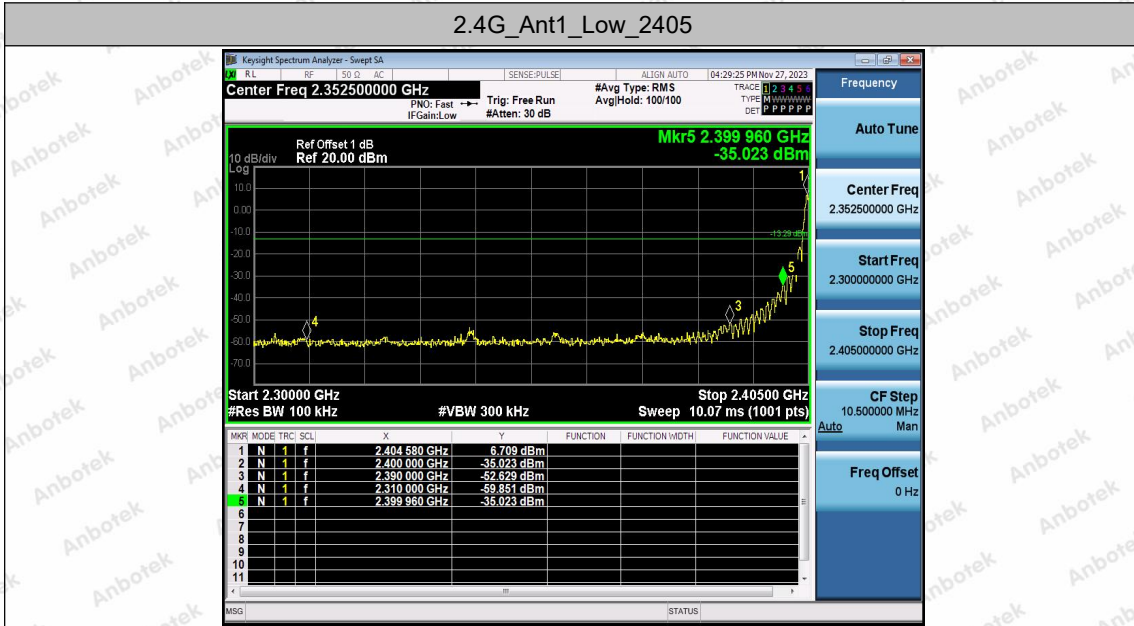 2.4G_Ant1_Low_2405
Keysight Spectrum Analyzer - Swept SA
RL RF 50 Ω AC SENSE:PULSE ALIGN AUTO 04:29:25 PM Nov 27, 2023
Center Freq 2.352500000 GHz
PNO: Fast
IFGain:Low
Trig: Free Run
#Atten: 30 dB
#Avg Type: RMS
Avg|Hold: 100/100
TRACE 1 2 3 4 5 6
TYPE M W W W W W
DET P P P P P P
Frequency
Mkr5 2.399 960 GHz
-35.023 dBm
Ref Offset 1 dB
10 dB/div Ref 20.00 dBm
Log
10.0
0.00
-10.0
-20.0
-30.0
-40.0
-50.0
-60.0
-70.0
-13.29 dBm
1
5
3
4
Start 2.30000 GHz Stop 2.40500 GHz
#Res BW 100 kHz #VBW 300 kHz Sweep 10.07 ms (1001 pts)
MKR MODE TRC SCL X Y FUNCTION FUNCTION WIDTH FUNCTION VALUE
1 N 1 f 2.404 580 GHz 6.709 dBm
2 N 1 f 2.400 000 GHz -35.023 dBm
3 N 1 f 2.390 000 GHz -52.629 dBm
4 N 1 f 2.310 000 GHz -59.851 dBm
5 N 1 f 2.399 960 GHz -35.023 dBm
6
7
8
9
10
11
MSG STATUS
Auto Tune
Center Freq
2.352500000 GHz
Start Freq
2.300000000 GHz
Stop Freq
2.405000000 GHz
CF Step
10.500000 MHz
Auto Man
Freq Offset
0 Hz
Anbotek